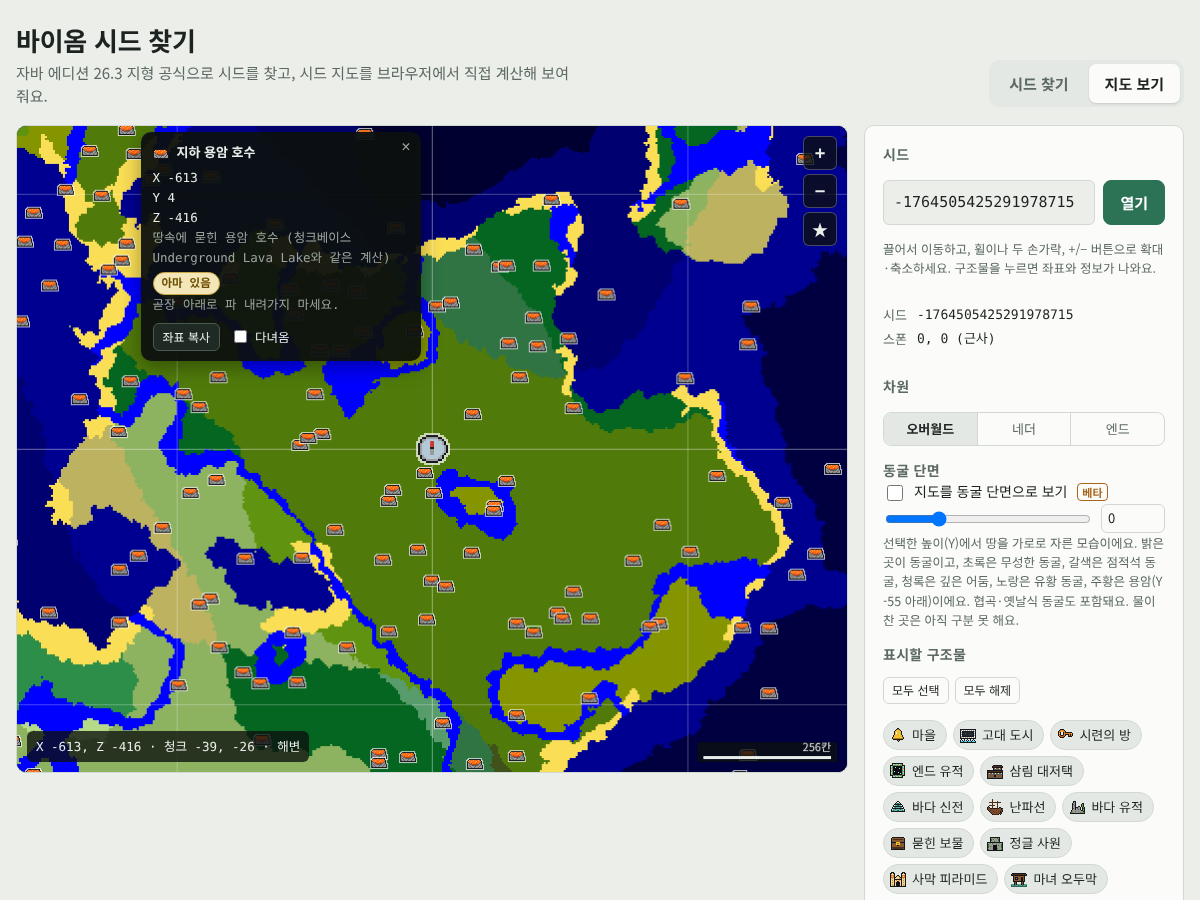 바이옴 시드 찾기
자바 에디션 26.3 지형 공식으로 시드를 찾고, 시드 지도를 브라우저에서 직접 계산해 보여
줘요.
시드 찾기
지도 보기
지하 용암 호수
×
X -613
Y 4
Z -416
땅속에 묻힌 용암 호수 (청크베이스
Underground Lava Lake와 같은 계산)
아마 있음
곧장 아래로 파 내려가지 마세요.
좌표 복사
다녀옴
+
−
★
X -613, Z -416 · 청크 -39, -26 · 해변
256칸
시드
-1764505425291978715
열기
끌어서 이동하고, 휠이나 두 손가락, +/− 버튼으로 확대
·축소하세요. 구조물을 누르면 좌표와 정보가 나와요.
시드 -1764505425291978715
스폰 0, 0 (근사)
차원
오버월드
네더
엔드
동굴 단면
지도를 동굴 단면으로 보기 베타
0
선택한 높이(Y)에서 땅을 가로로 자른 모습이에요. 밝은
곳이 동굴이고, 초록은 무성한 동굴, 갈색은 점적석 동
굴, 청록은 깊은 어둠, 노랑은 유황 동굴, 주황은 용암(Y
-55 아래)이에요. 협곡·옛날식 동굴도 포함돼요. 물이
찬 곳은 아직 구분 못 해요.
표시할 구조물
모두 선택
모두 해제
마을
고대 도시
시련의 방
엔드 유적
삼림 대저택
바다 신전
난파선
바다 유적
묻힌 보물
정글 사원
사막 피라미드
마녀 오두막